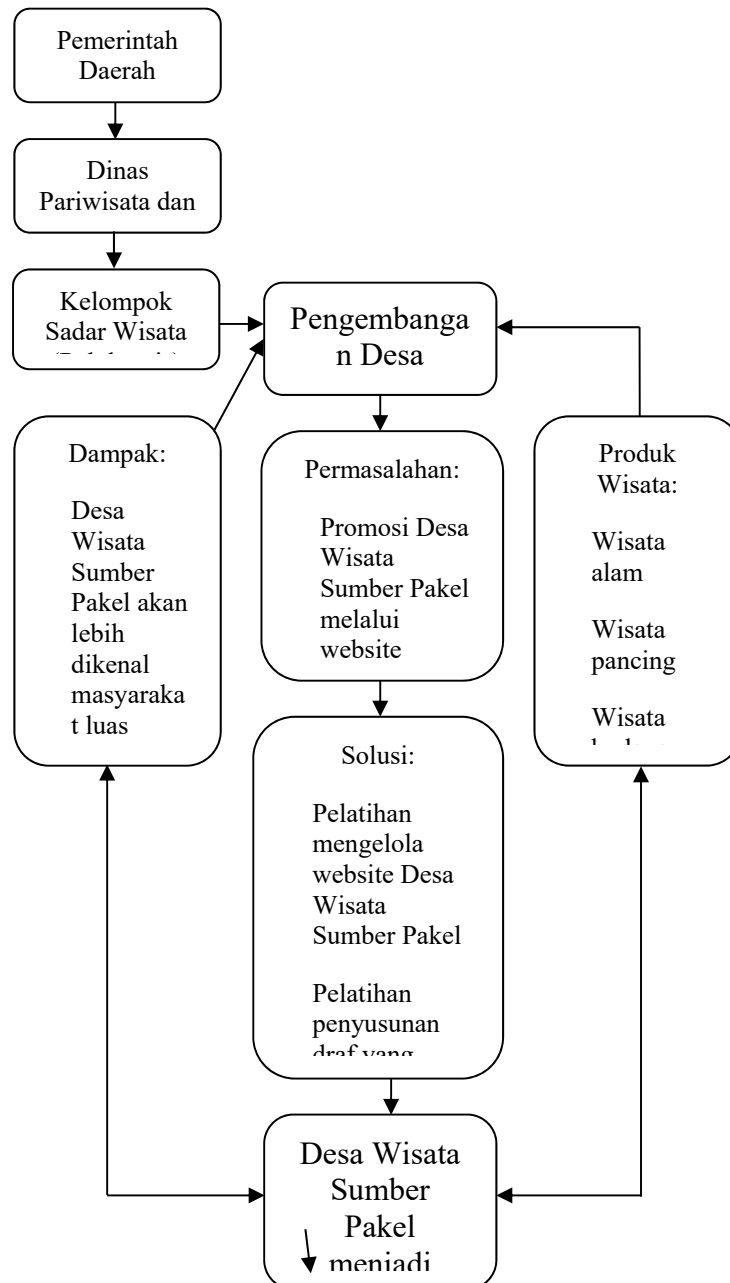 Pemerintah
Daerah
Dinas
Pariwisata dan
Kelompok
Sadar Wisata
Pengembanga
n Desa
Dampak:
Desa
Wisata
Sumber
Pakel akan
lebih
dikenal
masyaraka
t luas
Permasalahan:
Promosi Desa
Wisata
Sumber Pakel
melalui
website
Produk
Wisata:
Wisata
alam
Wisata
pancing
Wisata
Solusi:
Pelatihan
mengelola
website Desa
Wisata
Sumber Pakel
Pelatihan
penyusunan
draf yang
Desa Wisata
Sumber
Pakel
menjadi